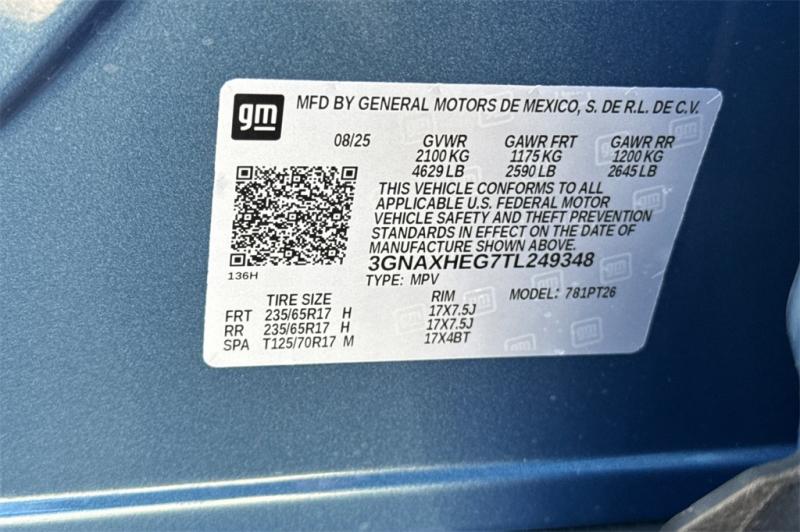 gm
MFD BY GENERAL MOTORS DE MEXICO, S. DE R.L. DE C.V.
08/25 GVWR GAWR FRT GAWR RR
2100 KG 1175 KG 1200 KG
4629 LB 2590 LB 2645 LB
THIS VEHICLE CONFORMS TO ALL
APPLICABLE U.S. FEDERAL MOTOR
VEHICLE SAFETY AND THEFT PREVENTION
STANDARDS IN EFFECT ON THE DATE OF
MANUFACTURE SHOWN ABOVE.
3GNAXHEG7TL249348
136H
TYPE: MPV
TIRE SIZE RIM MODEL: 781PT26
FRT 235/65R17 H 17X7.5J
RR 235/65R17 H 17X7.5J
SPA T125/70R17 M 17X4BT